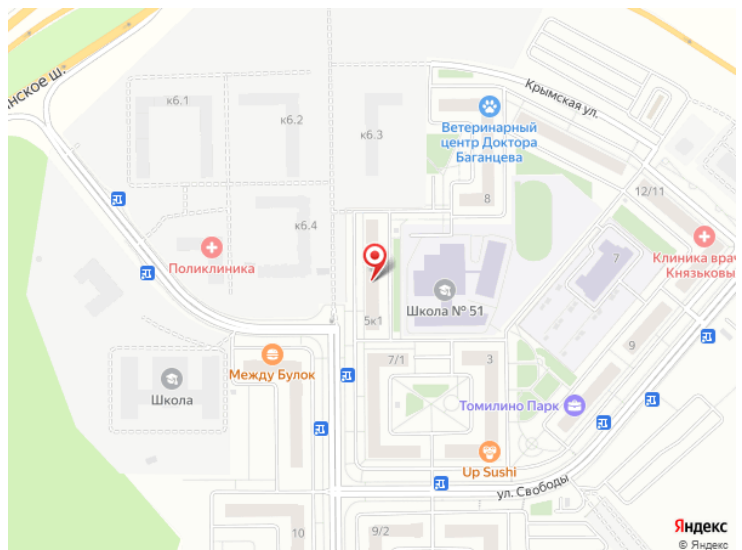 нское ш.
к6.1
к6.2
к6.3
Крымская ул.
Ветеринарный
центр Доктора
Баганцева
8
12/11
к6.4
Поликлиника
Клиника врач
Князьковы
7
Школа № 51
5к1
7/1
3
9
Между Булок
Школа
Томилино Парк
Up Sushi
ул. Свободы
10
9/2
Яндекс
© Яндекс